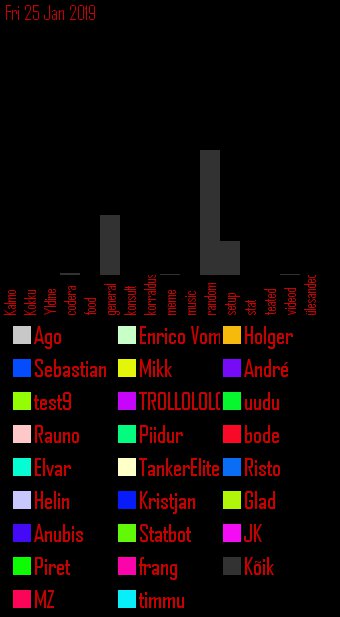 Fri 25 Jan 2019
Kalmo
Kokku
Yldine
codera
food
general
konsult
korraldus
meme
music
random
setup
stat
teated
videod
ülesanded
Ago Enrico Vom Holger
Sebastian Mikk André
test9 TROLLOLOLO uudu
Rauno Piidur bode
Elvar TankerElite Risto
Helin Kristjan Glad
Anubis Statbot JK
Piret frang Kõik
MZ timmu